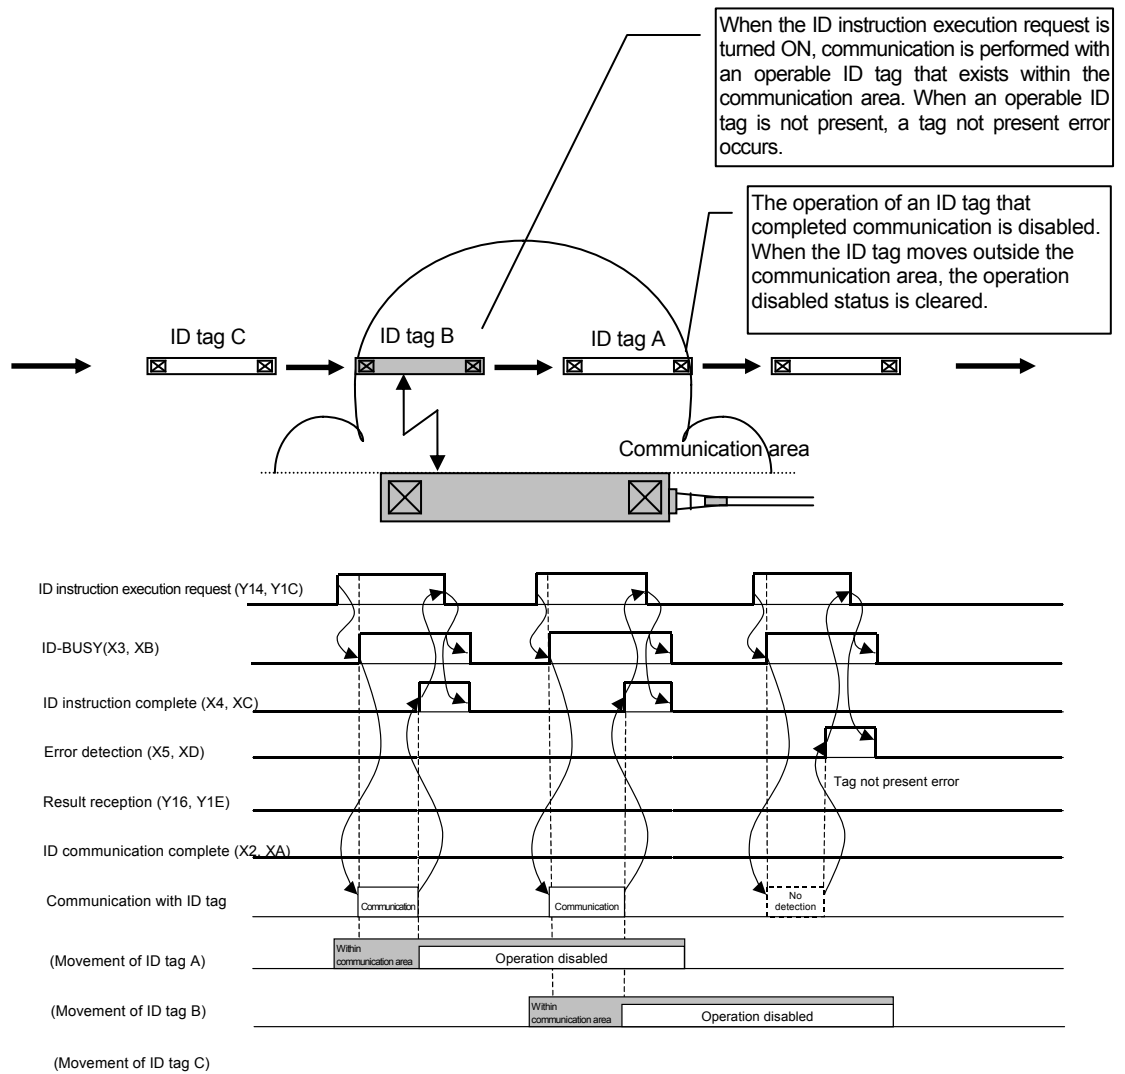 When the ID instruction execution request is
turned ON, communication is performed with
an operable ID tag that exists within the
communication area. When an operable ID
tag is not present, a tag not present error
occurs.
The operation of an ID tag that
completed communication is disabled.
When the ID tag moves outside the
communication area, the operation
disabled status is cleared.
ID tag C
ID tag B
ID tag A
Communication area
ID instruction execution request (Y14, Y1C)
ID-BUSY(X3, XB)
ID instruction complete (X4, XC)
Error detection (X5, XD)
Tag not present error
Result reception (Y16, Y1E)
ID communication complete (X2, XA)
Communication with ID tag
Communication
Communication
No
detection
(Movement of ID tag A)
Within
communication area
Operation disabled
(Movement of ID tag B)
Within
communication area
Operation disabled
(Movement of ID tag C)